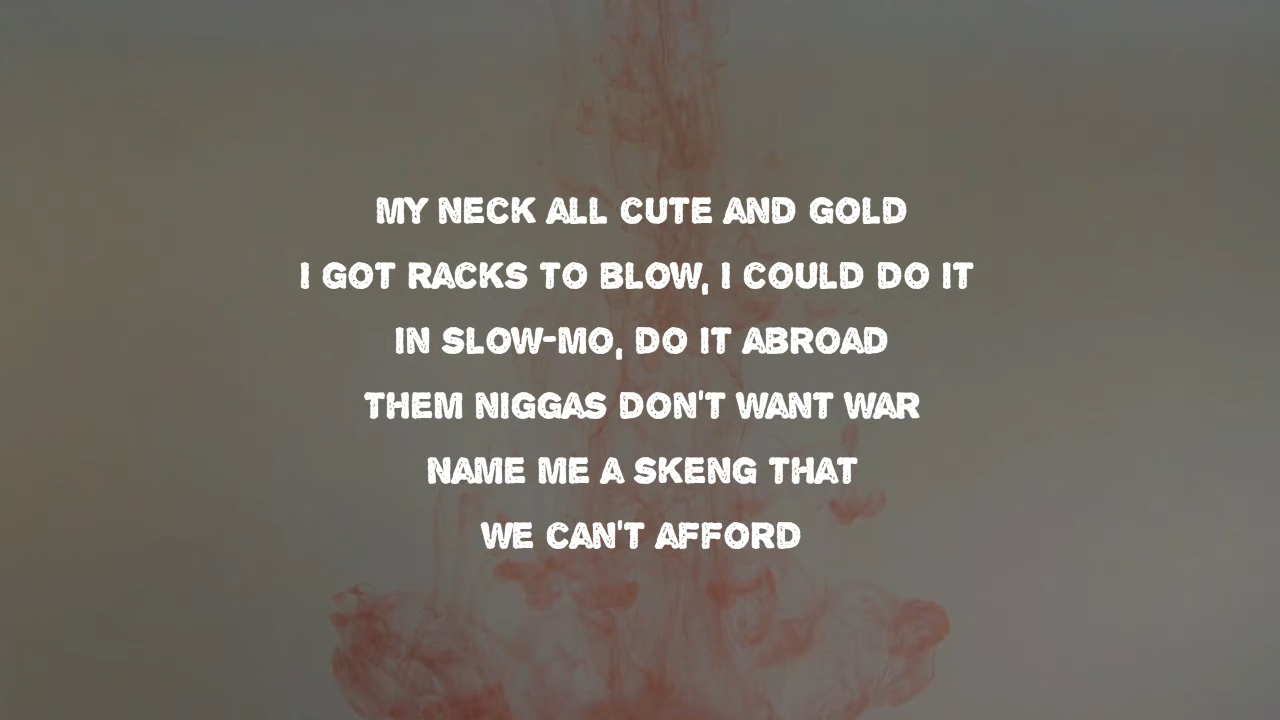 MY NECK ALL CUTE AND GOLD
I GOT RACKS TO BLOW, I COULD DO IT
IN SLOW-MO, DO IT ABROAD
THEM NIGGAS DON'T WANT WAR
NAME ME A SKENG THAT
WE CAN'T AFFORD